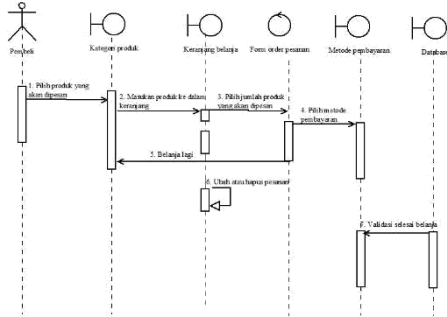 Pembeli
Kategori produk
Keranjang belanja
Form order pesanan
Metode pembayaran
Database
1. Pilih produk yang
akan dipesan
2. Masukan produk ke dalam
keranjang
3. Pilih jumlah produk
yang akan dipesan
4. Pilih metode
pembayaran
5. Belanja lagi
6. Ubah atau hapus pesanan
7. Validasi selesai belanja